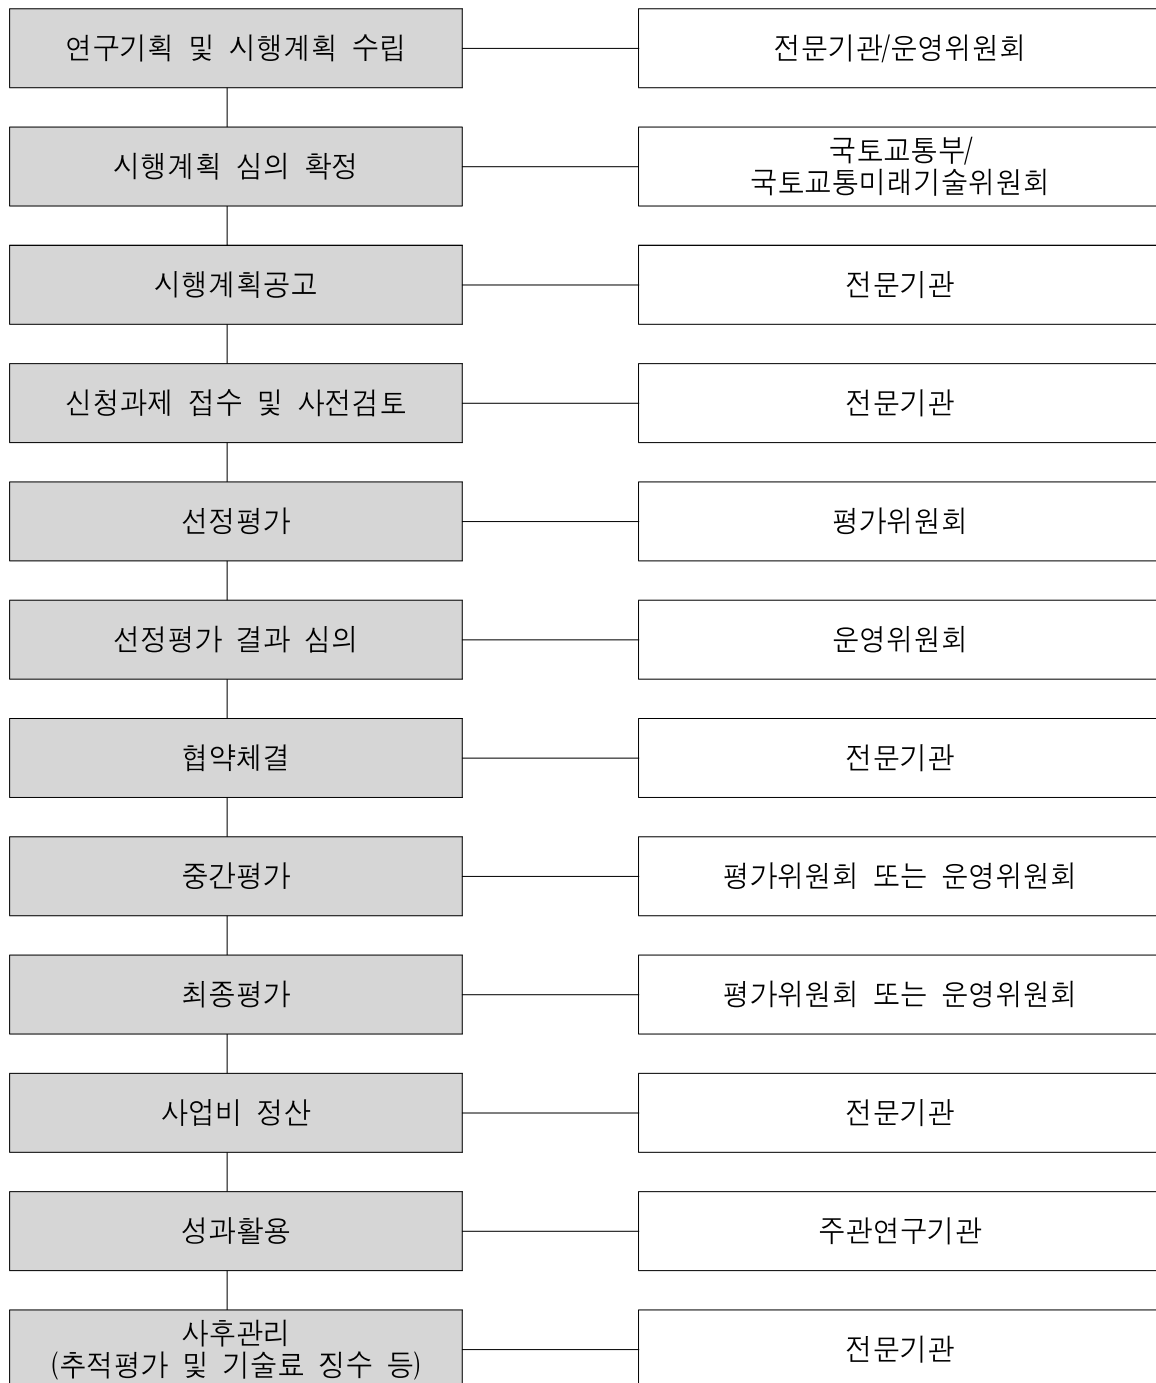 연구기획 및 시행계획 수립
전문기관/운영위원회
시행계획 심의 확정
국토교통부/
국토교통미래기술위원회
시행계획공고
전문기관
신청과제 접수 및 사전검토
전문기관
선정평가
평가위원회
선정평가 결과 심의
운영위원회
협약체결
전문기관
중간평가
평가위원회 또는 운영위원회
최종평가
평가위원회 또는 운영위원회
사업비 정산
전문기관
성과활용
주관연구기관
사후관리
(추적평가 및 기술료 징수 등)
전문기관